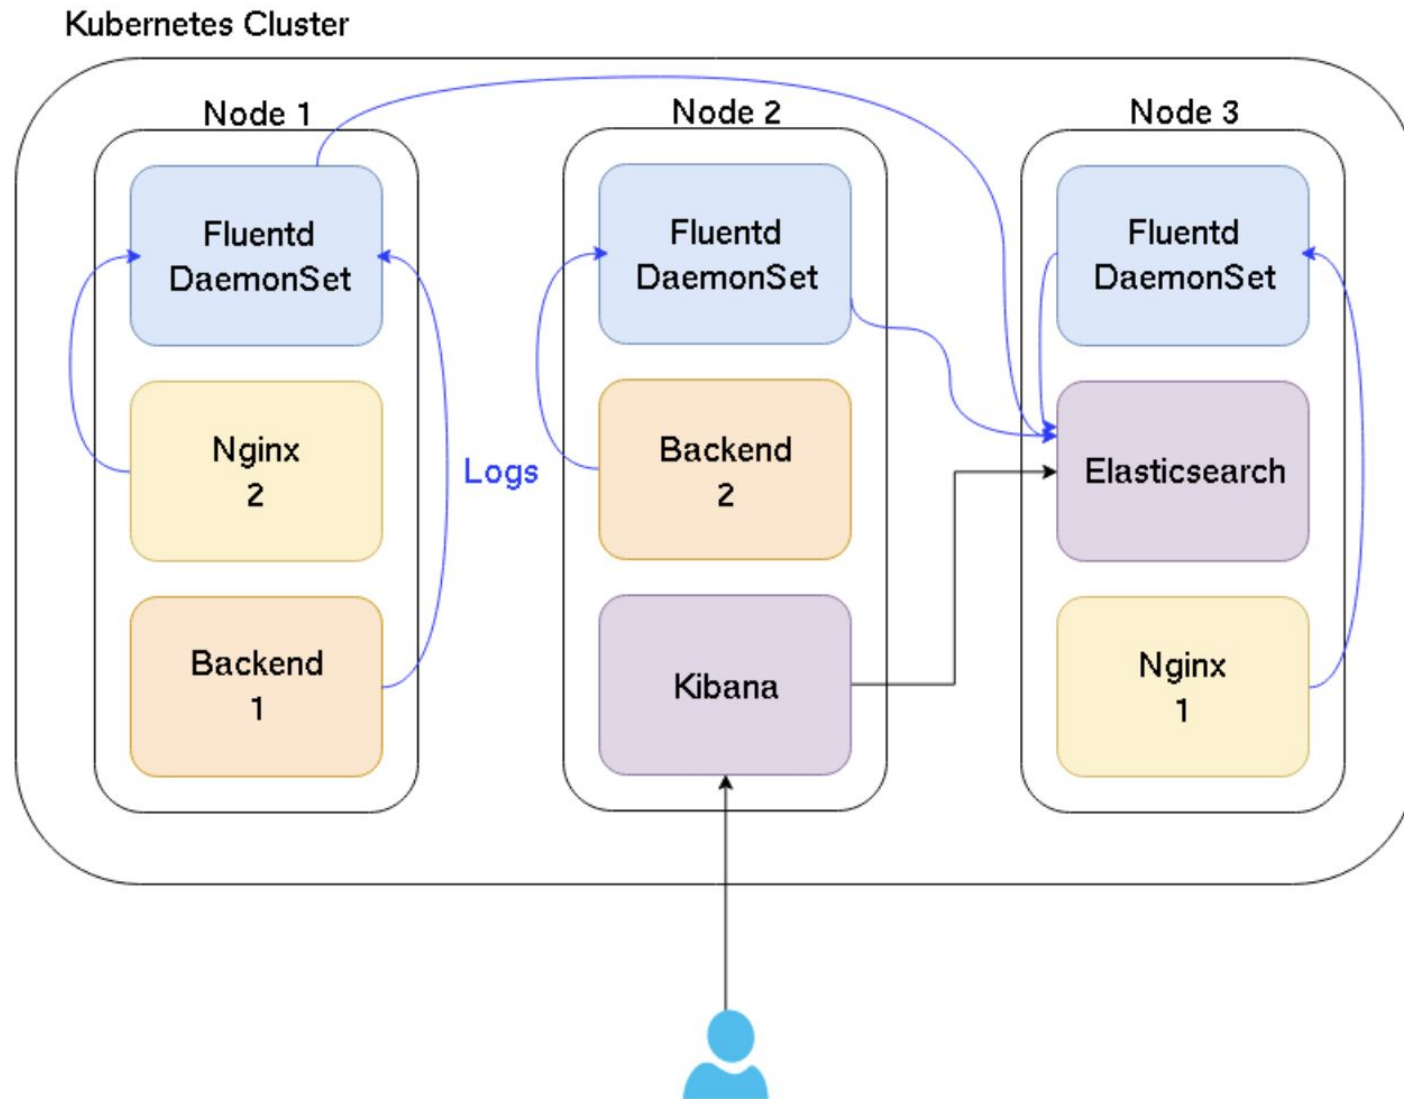 Kubernetes Cluster
Node 1
Node 2
Node 3
Fluentd
DaemonSet
Fluentd
DaemonSet
Fluentd
DaemonSet
Nginx
2
Logs
Backend
2
Elasticsearch
Backend
1
Kibana
Nginx
1